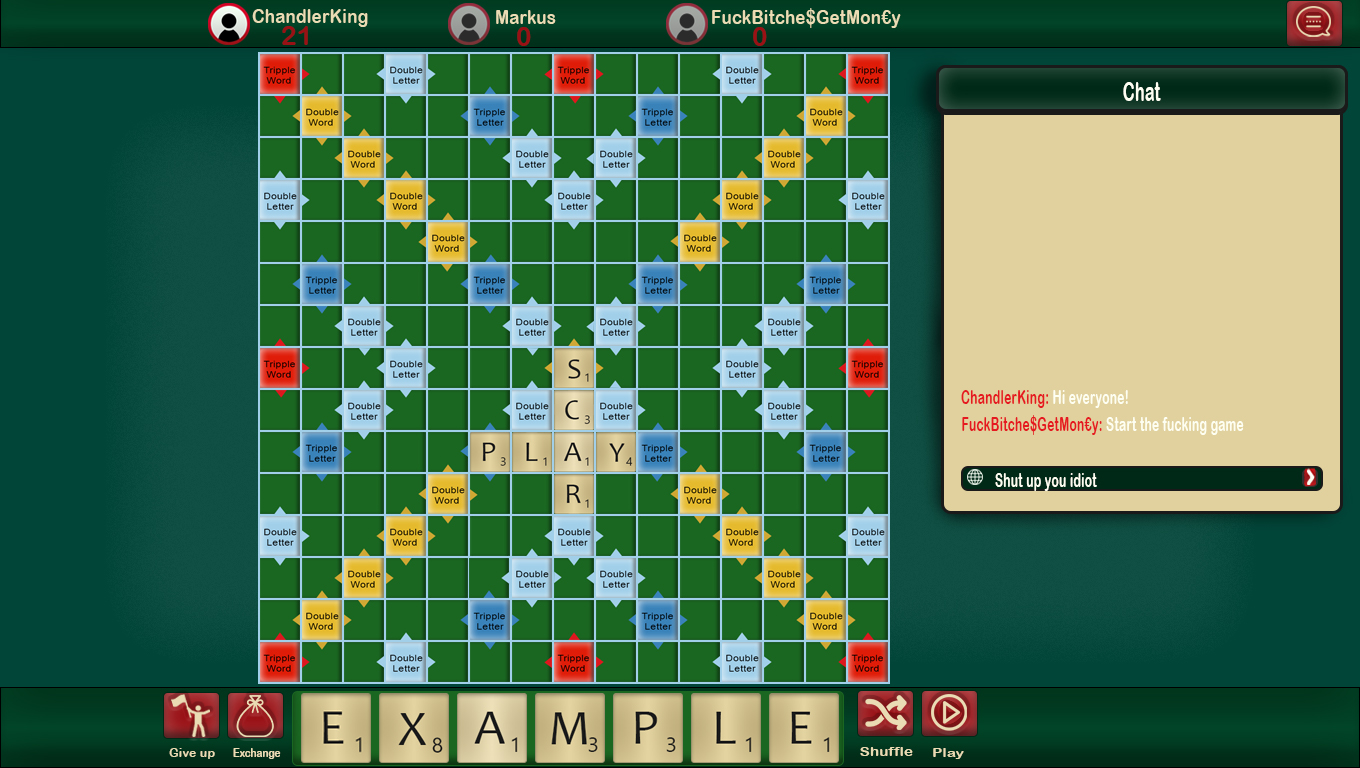 ChandlerKing Markus FuckBitche$GetMon€y
21 0 0
Tripple Word Double Letter Tripple Word Double Letter Tripple Word
Chat
Double Word Tripple Letter Tripple Letter Double Word
Double Word Double Letter Double Letter Double Word
Double Letter Double Word Double Letter Double Word Double Letter
Double Word Double Word
Tripple Letter Tripple Letter Tripple Letter Tripple Letter
Double Letter Double Letter Double Letter Double Letter
Tripple Word Double Letter S1 Double Letter Tripple Word
ChandlerKing: Hi everyone!
Double Letter Double Letter C3 Double Letter Double Letter
FuckBitche$GetMon€y: Start the fucking game
Tripple Letter P3 L1 A1 Y4 Tripple Letter Tripple Letter
Shut up you idiot
Double Word R1 Double Word
Double Letter Double Word Double Letter Double Word Double Letter
Double Word Double Letter Double Letter Double Word
Double Word Tripple Letter Tripple Letter Double Word
Tripple Word Double Letter Tripple Word Double Letter Tripple Word
E1 X8 A1 M3 P3 L1 E1
Give up Exchange Shuffle Play